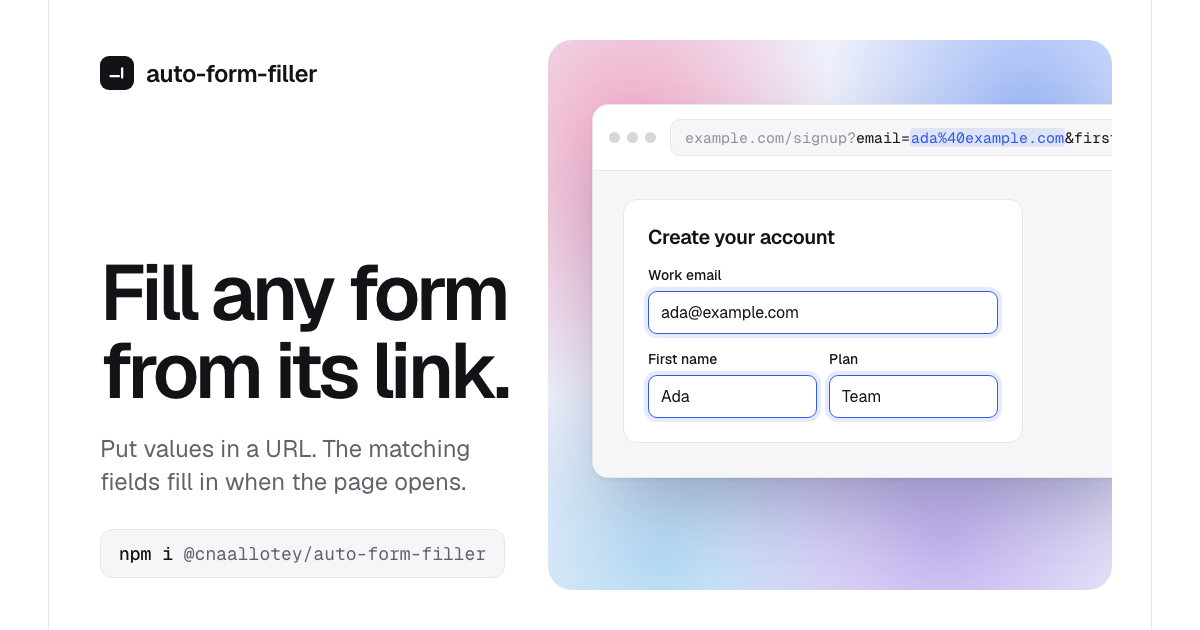 auto-form-filler
Fill any form
from its link.
Put values in a URL. The matching
fields fill in when the page opens.
npm i @cnaallotey/auto-form-filler
example.com/signup?email=ada%40example.com&first
Create your account
Work email
ada@example.com
First name
Plan
Ada
Team